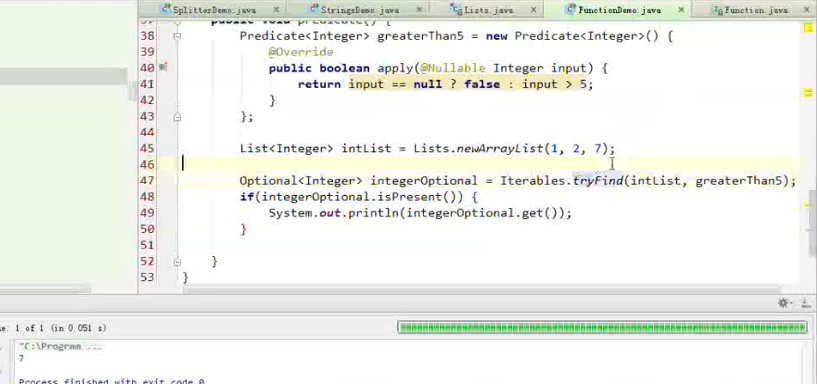 SplitterDemo.java StringsDemo.java Lists.java FunctionDemo.java Function.java
public void predicate() {
38 Predicate<Integer> greaterThan5 = new Predicate<Integer>() {
39 @Override
40 public boolean apply(@Nullable Integer input) {
41 return input == null ? false : input > 5;
42 }
43 };
44
45 List<Integer> intList = Lists.newArrayList(1, 2, 7);
46
47 Optional<Integer> integerOptional = Iterables.tryFind(intList, greaterThan5);
48 if(integerOptional.isPresent()) {
49 System.out.println(integerOptional.get());
50 }
51
52 }
53 }
1 of 1 (in 0.051 s)
"C:\Program ...
7
Process finished with exit code 0